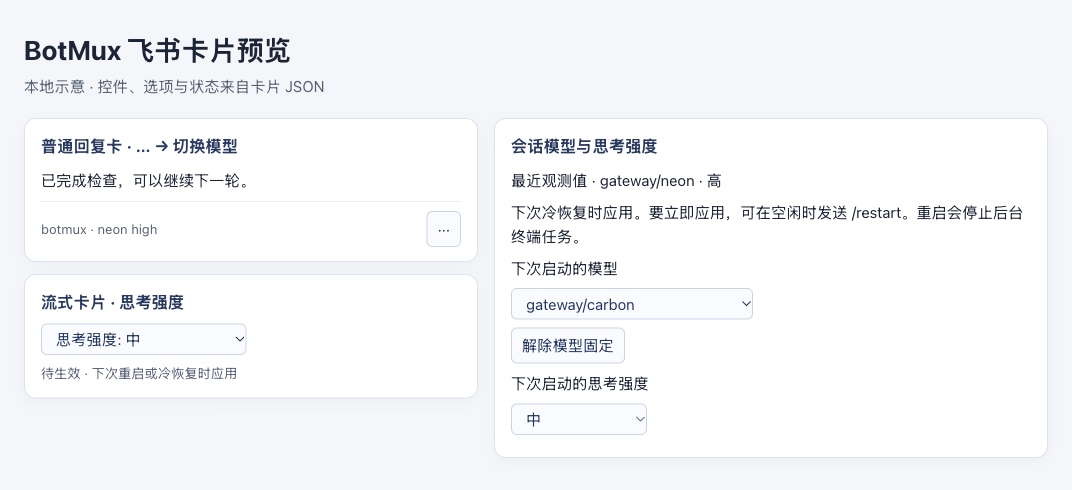 BotMux 飞书卡片预览
本地示意 · 控件、选项与状态来自卡片 JSON
普通回复卡 · ... → 切换模型
已完成检查，可以继续下一轮。
botmux · neon high
...
流式卡片 · 思考强度
思考强度: 中
待生效 · 下次重启或冷恢复时应用
会话模型与思考强度
最近观测值 · gateway/neon · 高
下次冷恢复时应用。要立即应用，可在空闲时发送 /restart。重启会停止后台
终端任务。
下次启动的模型
gateway/carbon
解除模型固定
下次启动的思考强度
中